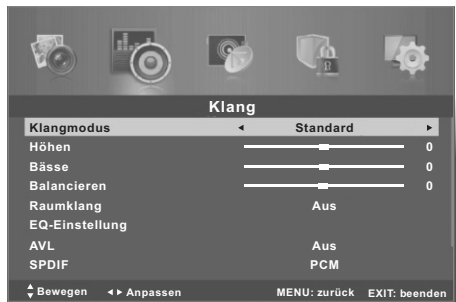 Klang
Klangmodus Standard
Höhen 0
Bässe 0
Balancieren 0
Raumklang Aus
EQ-Einstellung
AVL Aus
SPDIF PCM
Bewegen Anpassen MENU: zurück EXIT: beenden